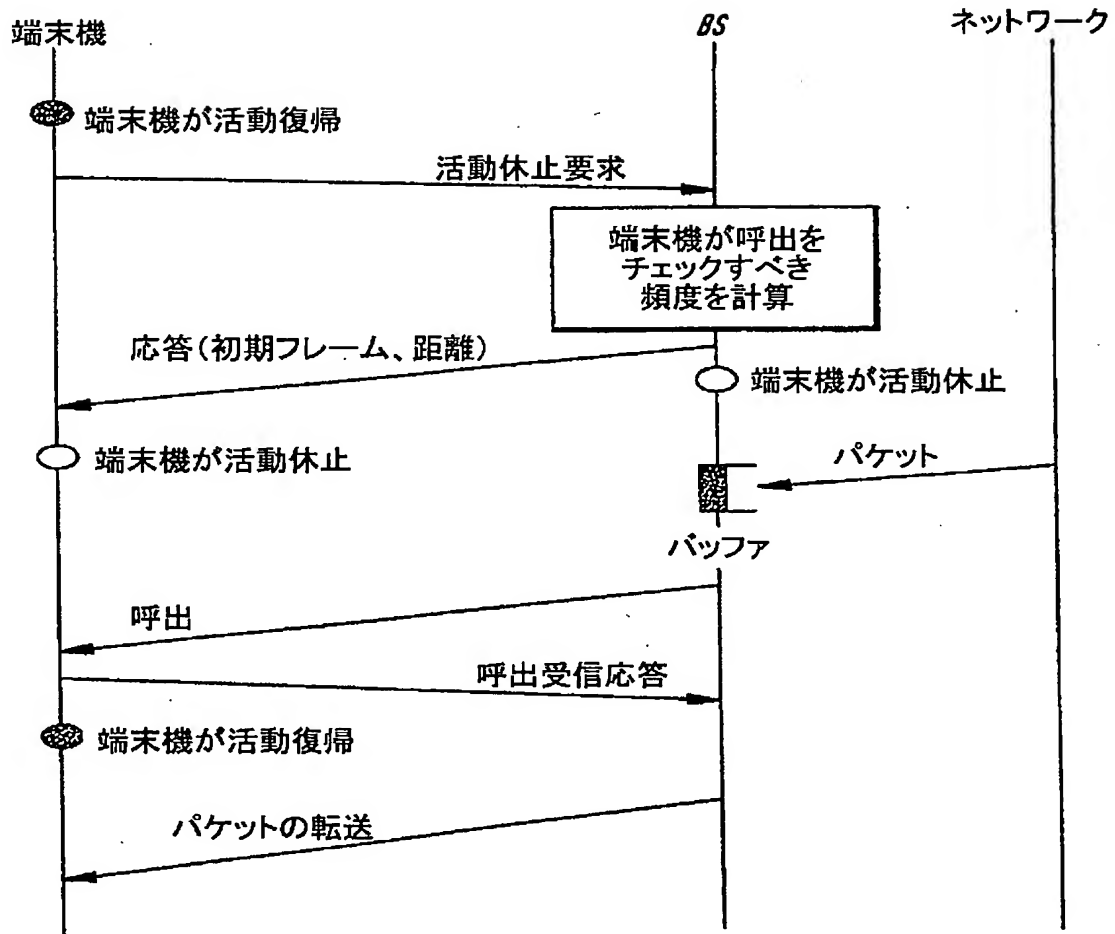 端末機
BS
ネットワーク
端末機が活動復帰
活動休止要求
端末機が呼出を
チェックすべき
頻度を計算
応答(初期フレーム、距離)
端末機が活動休止
端末機が活動休止
パケット
バッファ
呼出
呼出受信応答
端末機が活動復帰
パケットの転送